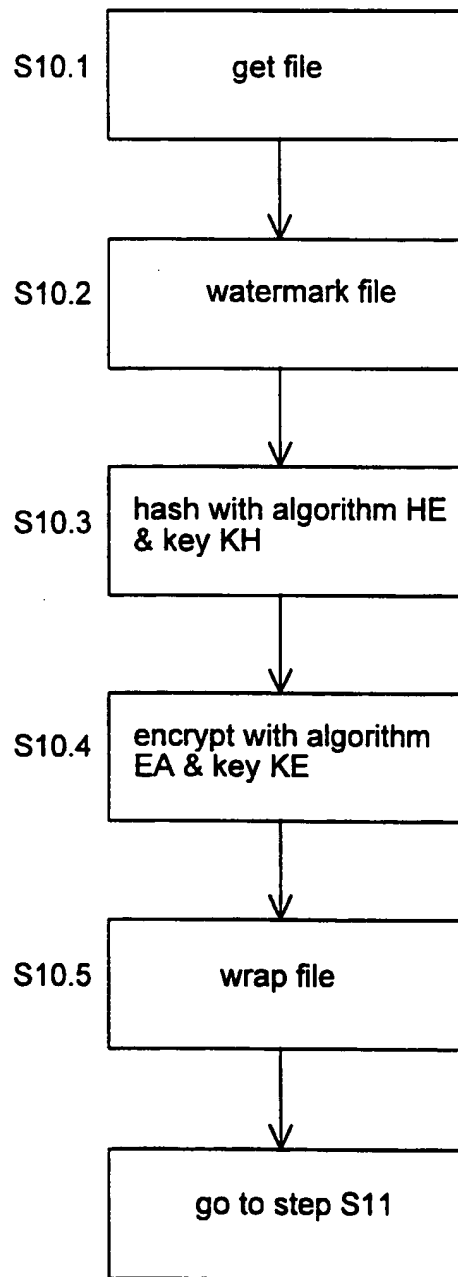 S10.1
get file
S10.2
watermark file
S10.3
hash with algorithm HE
& key KH
S10.4
encrypt with algorithm
EA & key KE
S10.5
wrap file
go to step S11